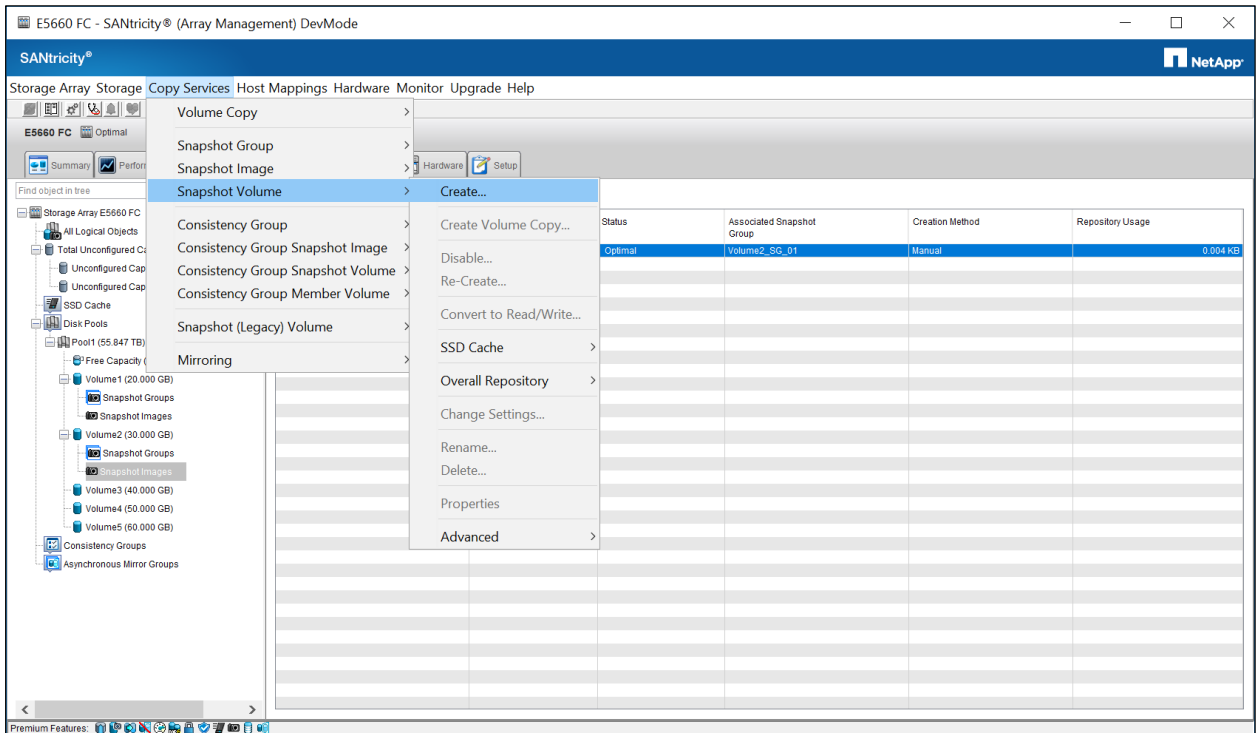 E5660 FC - SANtricity® (Array Management) DevMode
SANtricity®
NetApp
Storage Array Storage Copy Services Host Mappings Hardware Monitor Upgrade Help
E5660 FC Optimal
Summary Perfor Hardware Setup
Find object in tree
Storage Array E5660 FC
All Logical Objects
Total Unconfigured Ca
Unconfigured Cap
Unconfigured Cap
SSD Cache
Disk Pools
Pool1 (55.847 TB)
Free Capacity (
Volume1 (20.000 GB)
Snapshot Groups
Snapshot Images
Volume2 (30.000 GB)
Snapshot Groups
Snapshot Images
Volume3 (40.000 GB)
Volume4 (50.000 GB)
Volume5 (60.000 GB)
Consistency Groups
Asynchronous Mirror Groups
Volume Copy
Snapshot Group
Snapshot Image
Snapshot Volume
Consistency Group
Consistency Group Snapshot Image
Consistency Group Snapshot Volume
Consistency Group Member Volume
Snapshot (Legacy) Volume
Mirroring
Create...
Create Volume Copy...
Disable...
Re-Create...
Convert to Read/Write...
SSD Cache
Overall Repository
Change Settings...
Rename...
Delete...
Properties
Advanced
Status Associated Snapshot Creation Method Repository Usage
Group
Optimal Volume2_SG_01 Manual 0.004 KB
Premium Features: